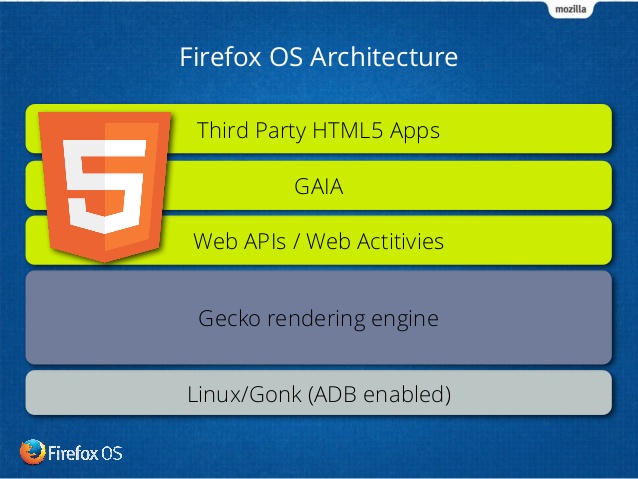 mozilla
Firefox OS Architecture
Third Party HTML5 Apps
GAIA
Web APIs / Web Actitivies
Gecko rendering engine
Linux/Gonk (ADB enabled)
Firefox OS